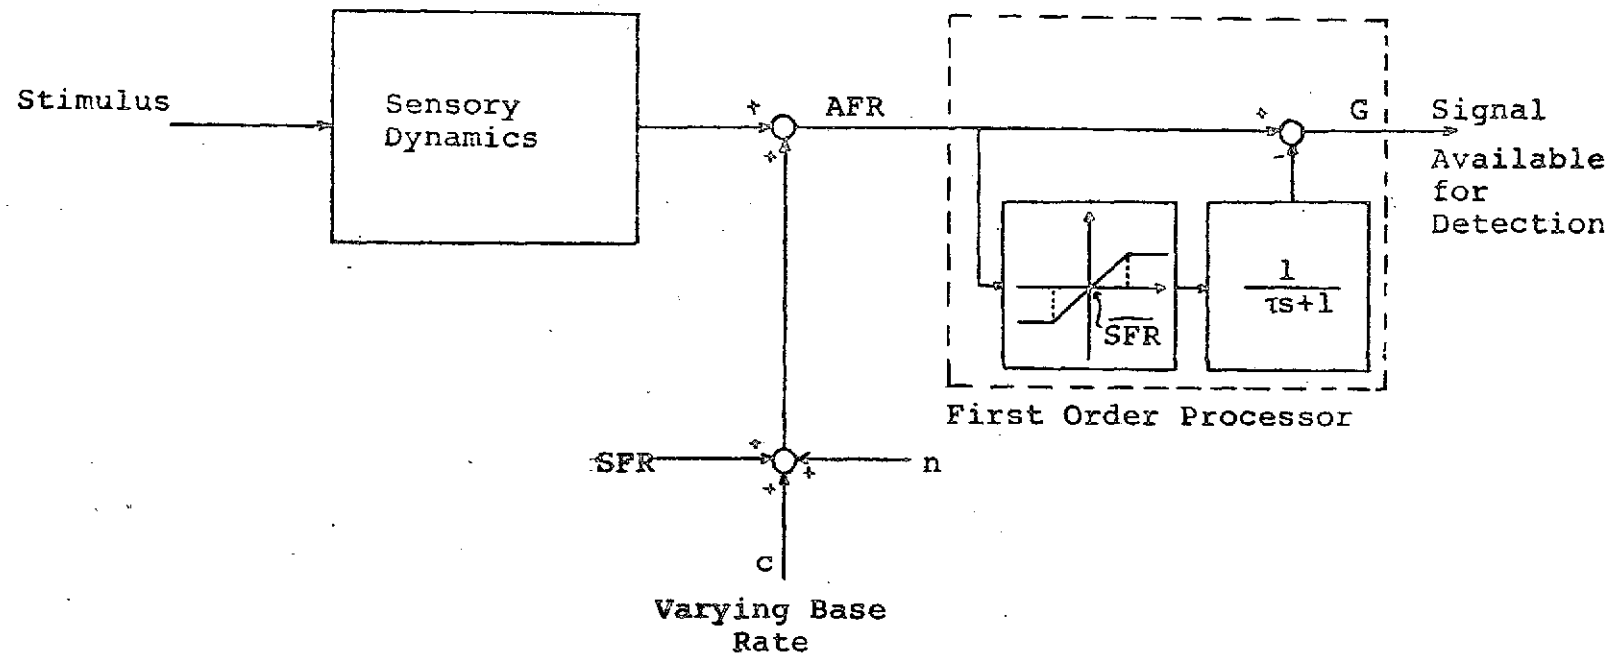 Stimulus
Sensory
Dynamics
+
+
AFR
+
-
G
Signal
Available
for
Detection
SFR
1
τs+1
First Order Processor
SFR
+
+
+
n
c
Varying Base
Rate